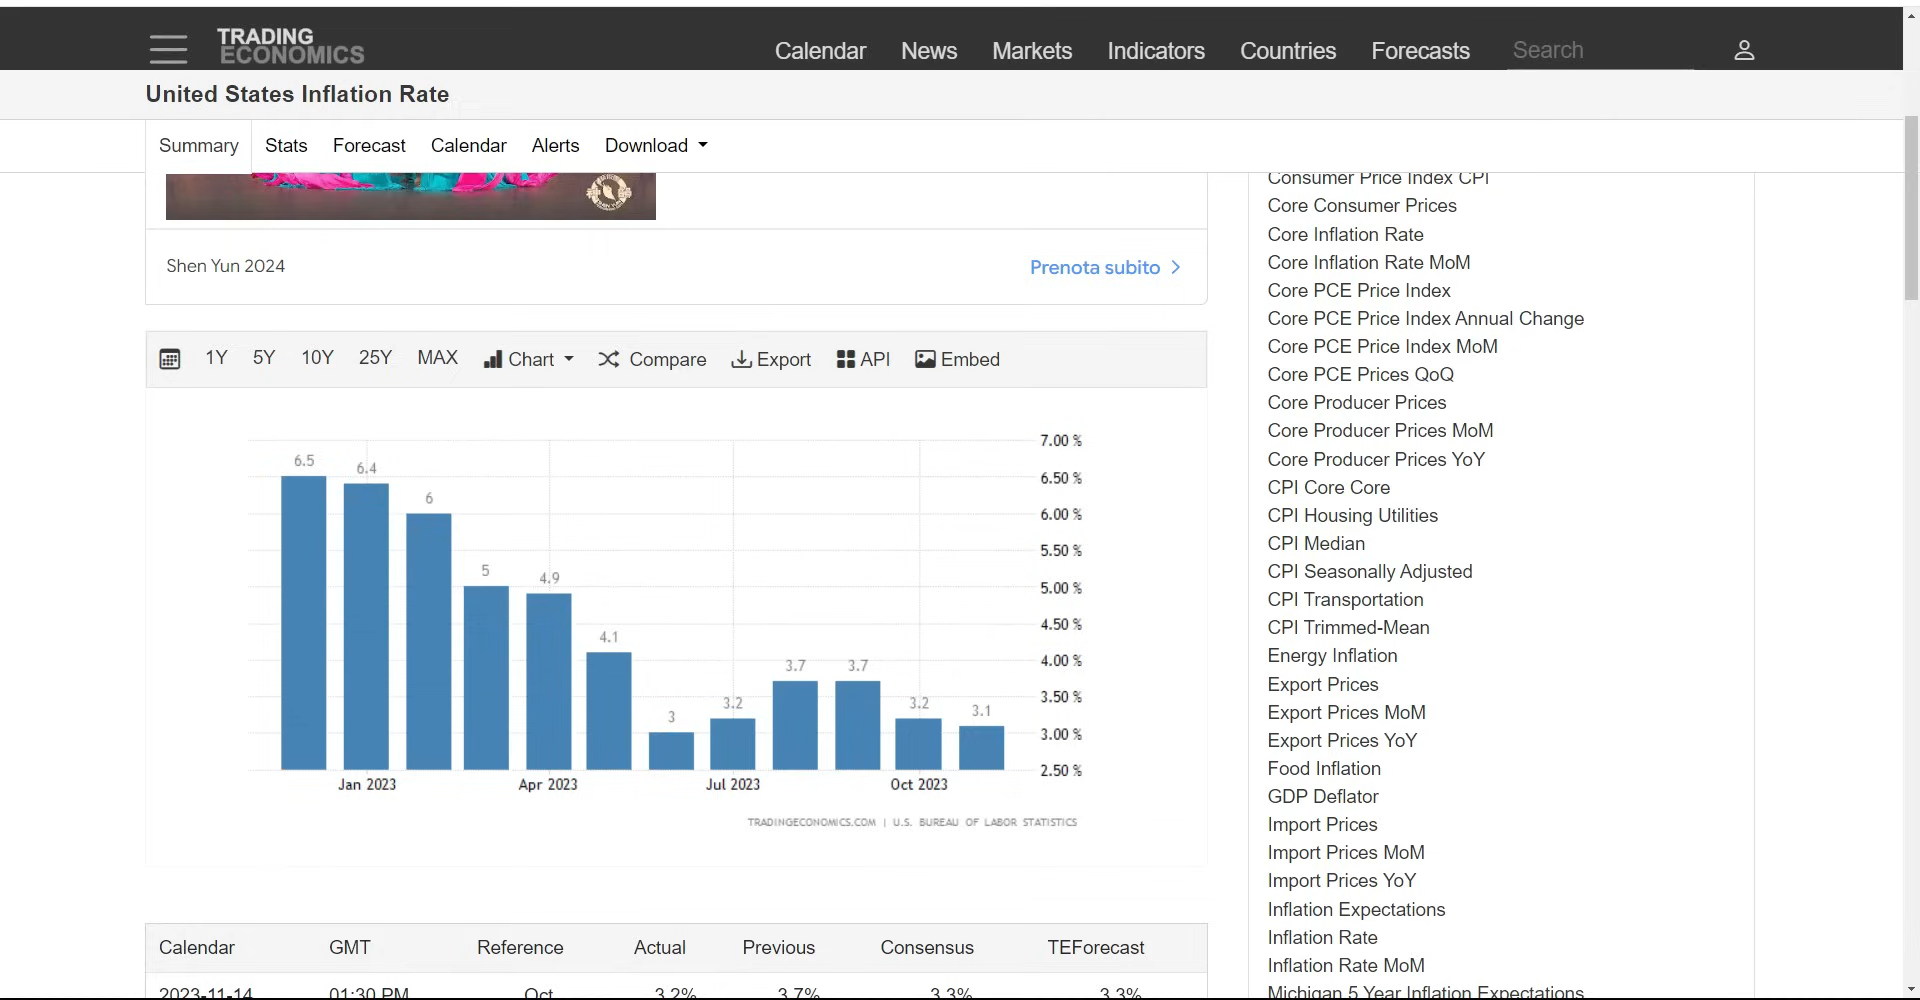 TRADING
ECONOMICS
Calendar News Markets Indicators Countries Forecasts Search
United States Inflation Rate
Summary Stats Forecast Calendar Alerts Download
Shen Yun 2024
Prenota subito
1Y 5Y 10Y 25Y MAX Chart Compare Export API Embed
7.00 %
6.50 %
6.00 %
5.50 %
5.00 %
4.50 %
4.00 %
3.50 %
3.00 %
2.50 %
6.5 6.4 6 5 4.9 4.1 3 3.2 3.7 3.7 3.2 3.1
Jan 2023 Apr 2023 Jul 2023 Oct 2023
TRADINGECONOMICS.COM | U.S. BUREAU OF LABOR STATISTICS
Calendar GMT Reference Actual Previous Consensus TEForecast
2023-11-14 01:30 PM Oct 3.2% 3.7% 3.3% 3.3%
Consumer Price Index CPI
Core Consumer Prices
Core Inflation Rate
Core Inflation Rate MoM
Core PCE Price Index
Core PCE Price Index Annual Change
Core PCE Price Index MoM
Core PCE Prices QoQ
Core Producer Prices
Core Producer Prices MoM
Core Producer Prices YoY
CPI Core Core
CPI Housing Utilities
CPI Median
CPI Seasonally Adjusted
CPI Transportation
CPI Trimmed-Mean
Energy Inflation
Export Prices
Export Prices MoM
Export Prices YoY
Food Inflation
GDP Deflator
Import Prices
Import Prices MoM
Import Prices YoY
Inflation Expectations
Inflation Rate
Inflation Rate MoM
Michigan 5 Year Inflation Expectations